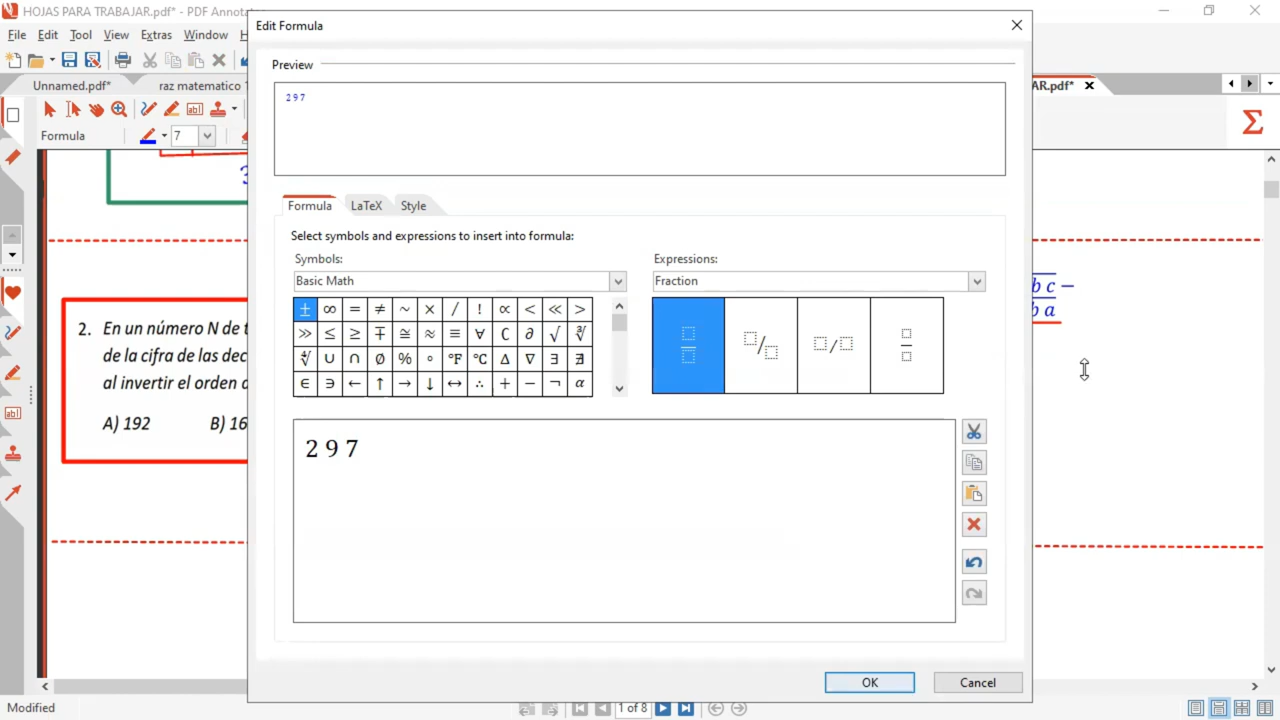 HOJAS PARA TRABAJAR.pdf* - PDF Annotator
Edit Formula
File Edit Tool View Extras Window
Preview
Unnamed.pdf* raz matematico AR.pdf*
297
Formula 7
Σ
Formula LaTeX Style
Select symbols and expressions to insert into formula:
Symbols: Expressions:
Basic Math Fraction
± ∞ = ≠ ~ × / ! ∝ < ≪ >
≫ ≤ ≥ ∓ ≅ ≈ ≡ ∀ ∁ ∂ √ ∛
∜ ∪ ∩ ∅ % ° °F °C Δ ∇ ∃ ∄
∈ ∋ ← ↑ → ↓ ↔ ∴ + − ¬ α
b c −
b a
2. En un número N de t
de la cifra de las dec
al invertir el orden d
A) 192 B) 16
2 9 7
OK Cancel
Modified 1 of 8